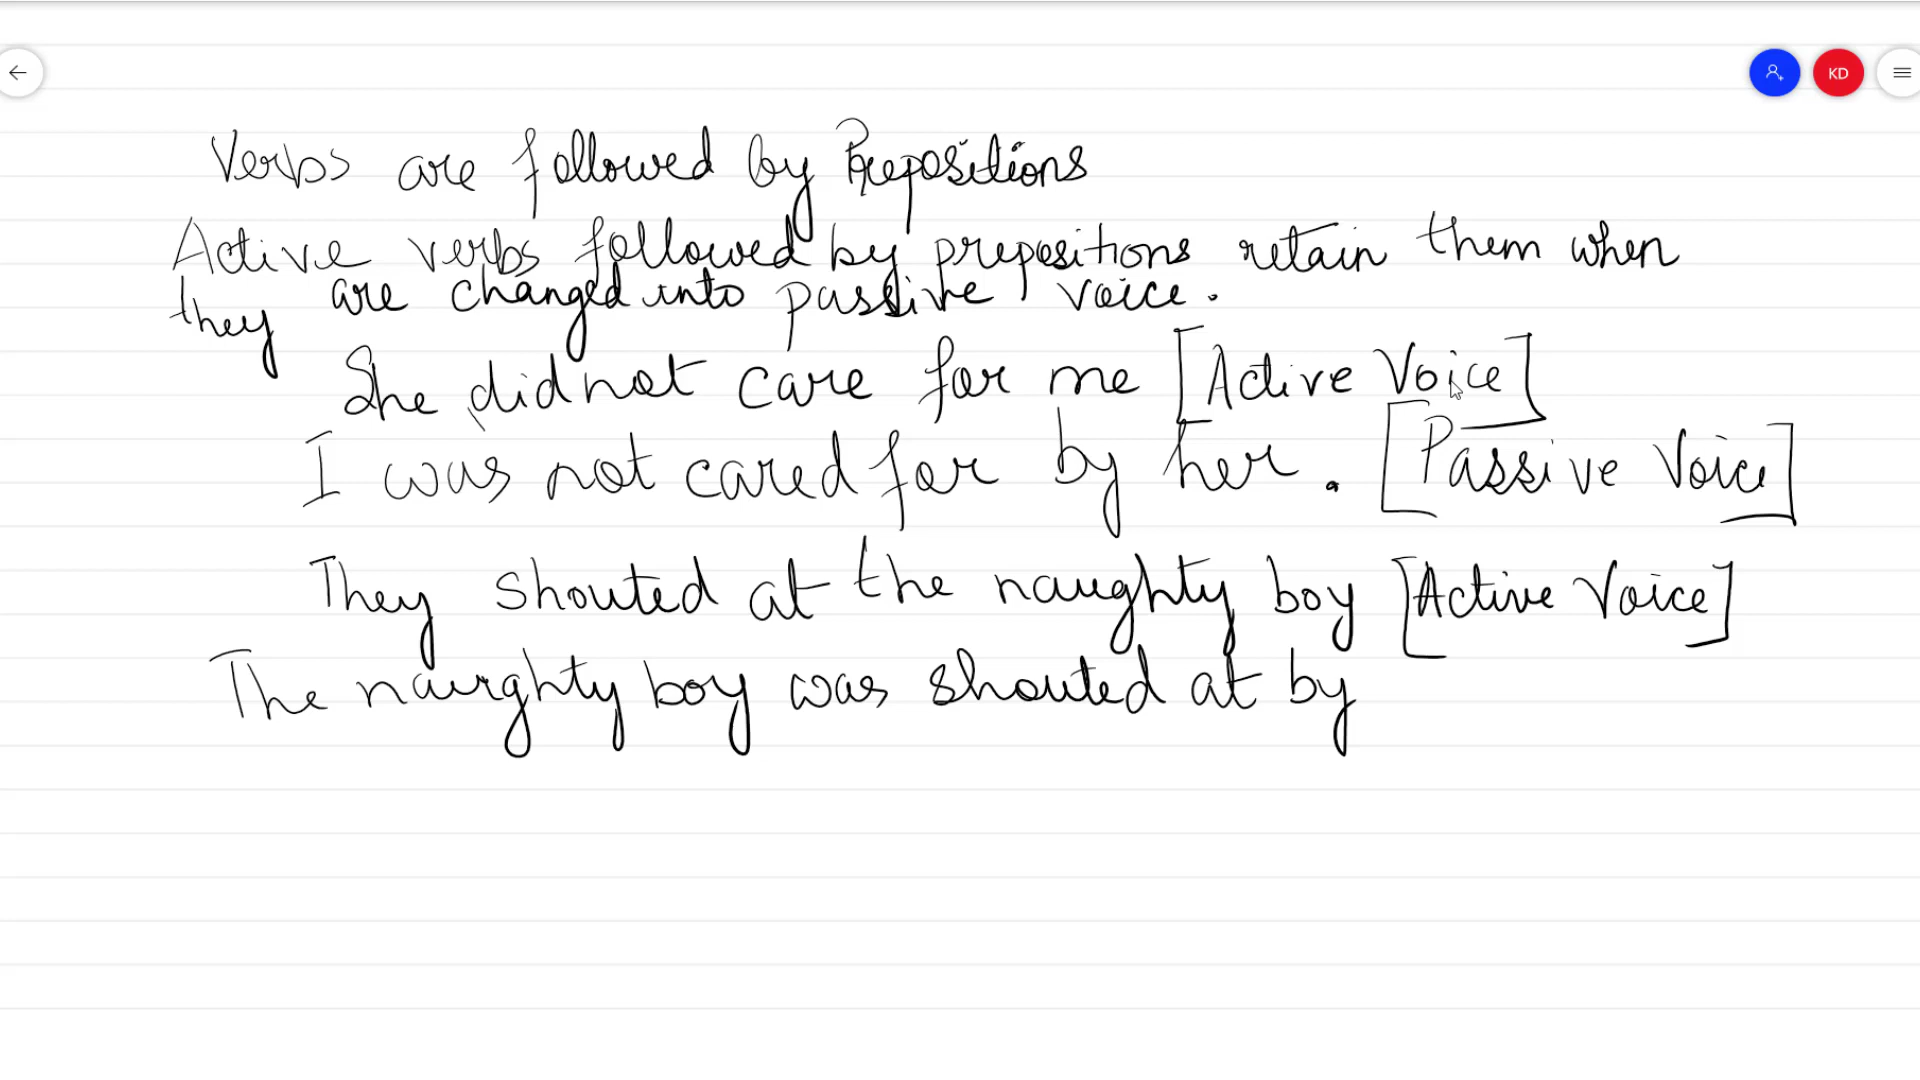 KD
Verbs are followed by Prepositions
Active verbs followed by prepositions retain them when
they are changed into passive voice.
She did not care for me [Active Voice]
I was not cared for by her. [Passive Voice]
They shouted at the naughty boy [Active Voice]
The naughty boy was shouted at by